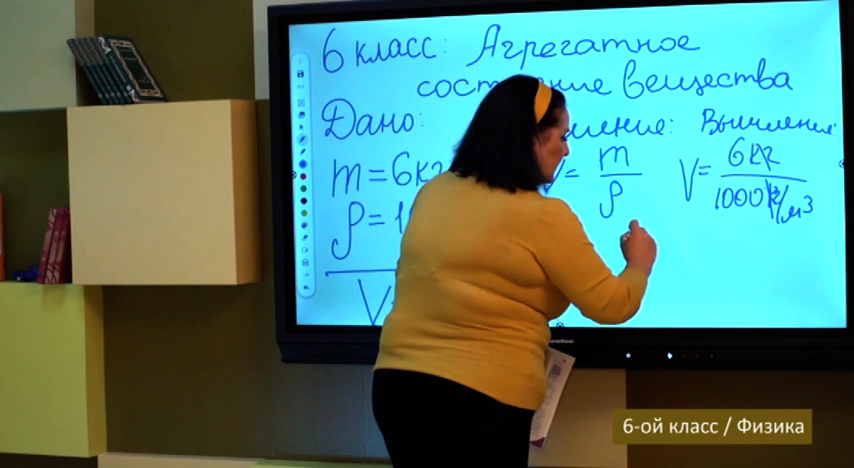 6 класс: Агрегатное
состояние вещества
Дано:
Вычисления:
m=6кг
V= m/ρ
V= 6кг/1000кг/м³
ρ=1
V
6-ой класс / Физика